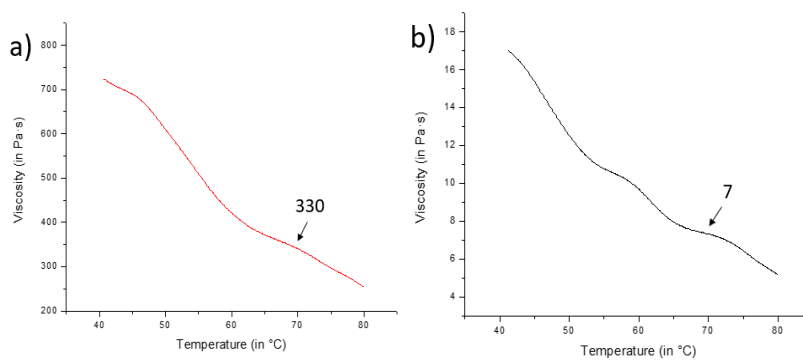 a)
800
700
600
500
400
300
200
Viscosity (in Pa·s)
330
40 50 60 70 80
Temperature (in °C)
b)
18
16
14
12
10
8
6
4
Viscosity (in Pa·s)
7
40 50 60 70 80
Temperature (in °C)